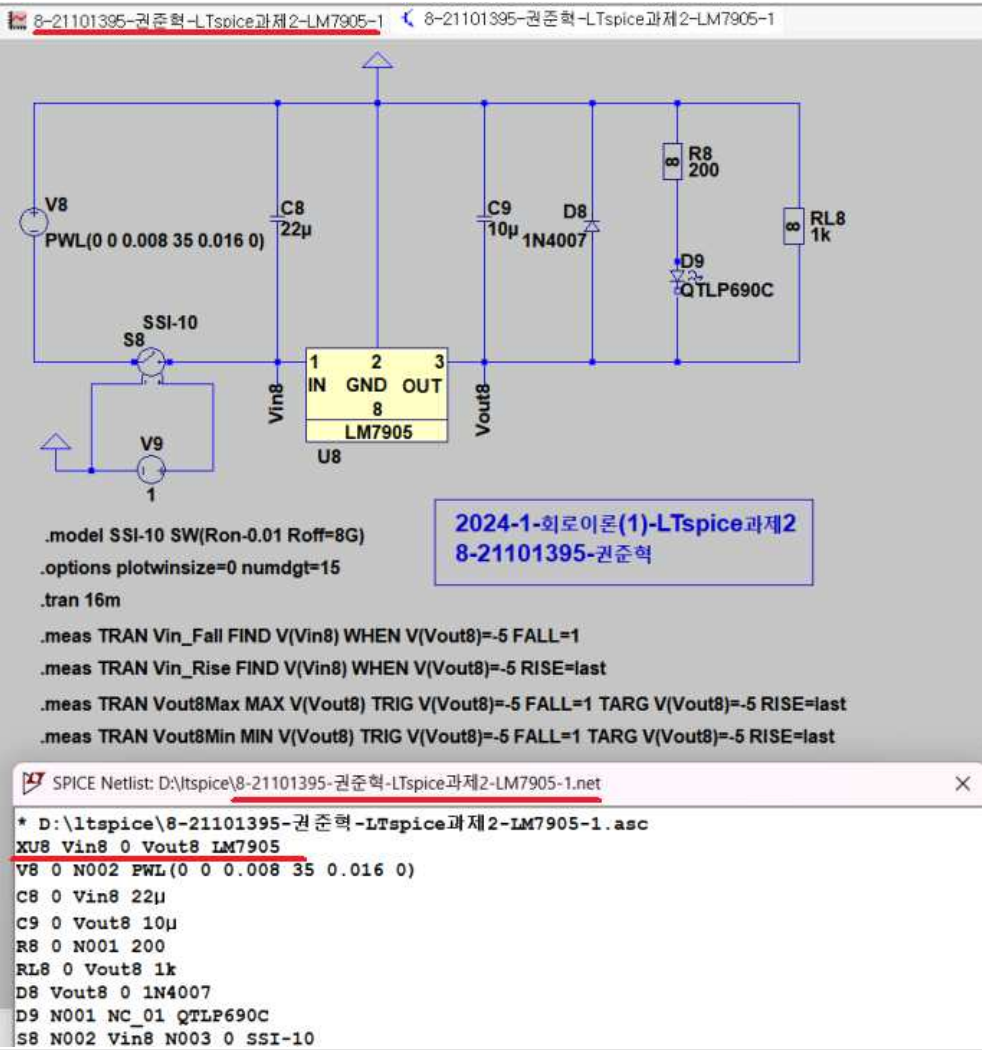 8-21101395-권준혁-LTspice과제2-LM7905-1
8-21101395-권준혁-LTspice과제2-LM7905-1
V8
PWL(0 0 0.008 35 0.016 0)
C8
22µ
C9
10µ
D8
1N4007
8
R8
200
D9
QTLP690C
8
RL8
1k
SSI-10
S8
V9
1
Vin8
1 2 3
IN GND OUT
8
LM7905
U8
Vout8
.model SSI-10 SW(Ron-0.01 Roff=8G)
.options plotwinsize=0 numdgt=15
.tran 16m
.meas TRAN Vin_Fall FIND V(Vin8) WHEN V(Vout8)=-5 FALL=1
.meas TRAN Vin_Rise FIND V(Vin8) WHEN V(Vout8)=-5 RISE=last
.meas TRAN Vout8Max MAX V(Vout8) TRIG V(Vout8)=-5 FALL=1 TARG V(Vout8)=-5 RISE=last
.meas TRAN Vout8Min MIN V(Vout8) TRIG V(Vout8)=-5 FALL=1 TARG V(Vout8)=-5 RISE=last
2024-1-회로이론(1)-LTspice과제2
8-21101395-권준혁
SPICE Netlist: D:\ltspice\8-21101395-권준혁-LTspice과제2-LM7905-1.net
* D:\ltspice\8-21101395-권준혁-LTspice과제2-LM7905-1.asc
XU8 Vin8 0 Vout8 LM7905
V8 0 N002 PWL(0 0 0.008 35 0.016 0)
C8 0 Vin8 22µ
C9 0 Vout8 10µ
R8 0 N001 200
RL8 0 Vout8 1k
D8 Vout8 0 1N4007
D9 N001 NC_01 QTLP690C
S8 N002 Vin8 N003 0 SSI-10